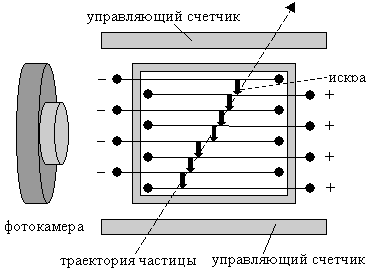 управляющий счетчик
искра
–
+
–
+
–
+
–
+
фотокамера
траектория частицы
управляющий счетчик